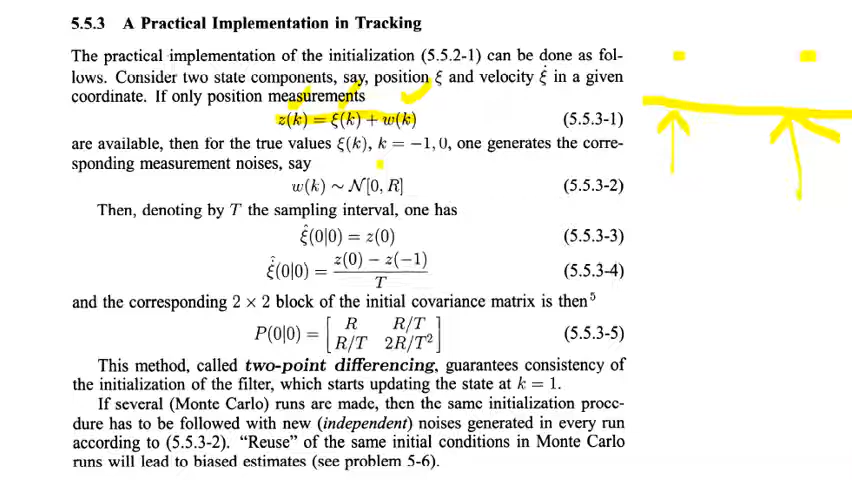 5.5.3 A Practical Implementation in Tracking
The practical implementation of the initialization (5.5.2-1) can be done as fol-
lows. Consider two state components, say, position ξ and velocity ξ̇ in a given
coordinate. If only position measurements
z(k) = ξ(k) + w(k) (5.5.3-1)
are available, then for the true values ξ(k), k = −1, 0, one generates the corre-
sponding measurement noises, say
w(k) ∼ N[0, R] (5.5.3-2)
Then, denoting by T the sampling interval, one has
ξ̂(0|0) = z(0) (5.5.3-3)
ξ̇̂(0|0) = z(0) − z(−1) / T (5.5.3-4)
and the corresponding 2 × 2 block of the initial covariance matrix is then⁵
P(0|0) = [ R R/T
R/T 2R/T² ] (5.5.3-5)
This method, called two-point differencing, guarantees consistency of
the initialization of the filter, which starts updating the state at k = 1.
If several (Monte Carlo) runs are made, then the same initialization proce-
dure has to be followed with new (independent) noises generated in every run
according to (5.5.3-2). “Reuse” of the same initial conditions in Monte Carlo
runs will lead to biased estimates (see problem 5-6).